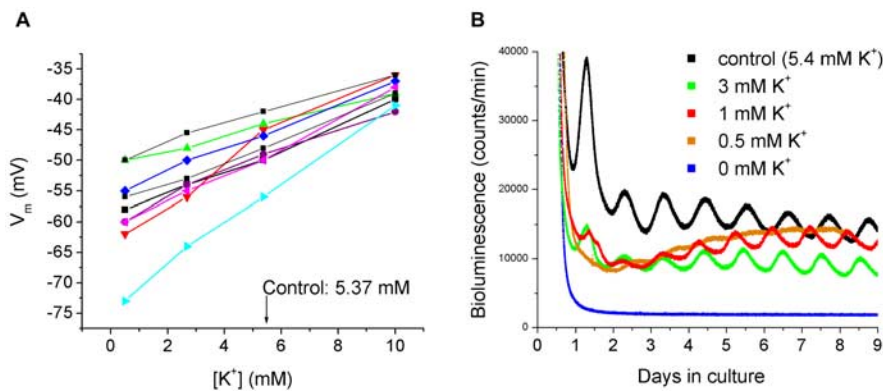 A
-35
-40
-45
-50
-55
-60
-65
-70
-75
Vm (mV)
0
2
4
6
8
10
[K+] (mM)
Control: 5.37 mM
B
40000
30000
20000
10000
0
Bioluminescence (counts/min)
control (5.4 mM K+)
3 mM K+
1 mM K+
0.5 mM K+
0 mM K+
0
1
2
3
4
5
6
7
8
9
Days in culture